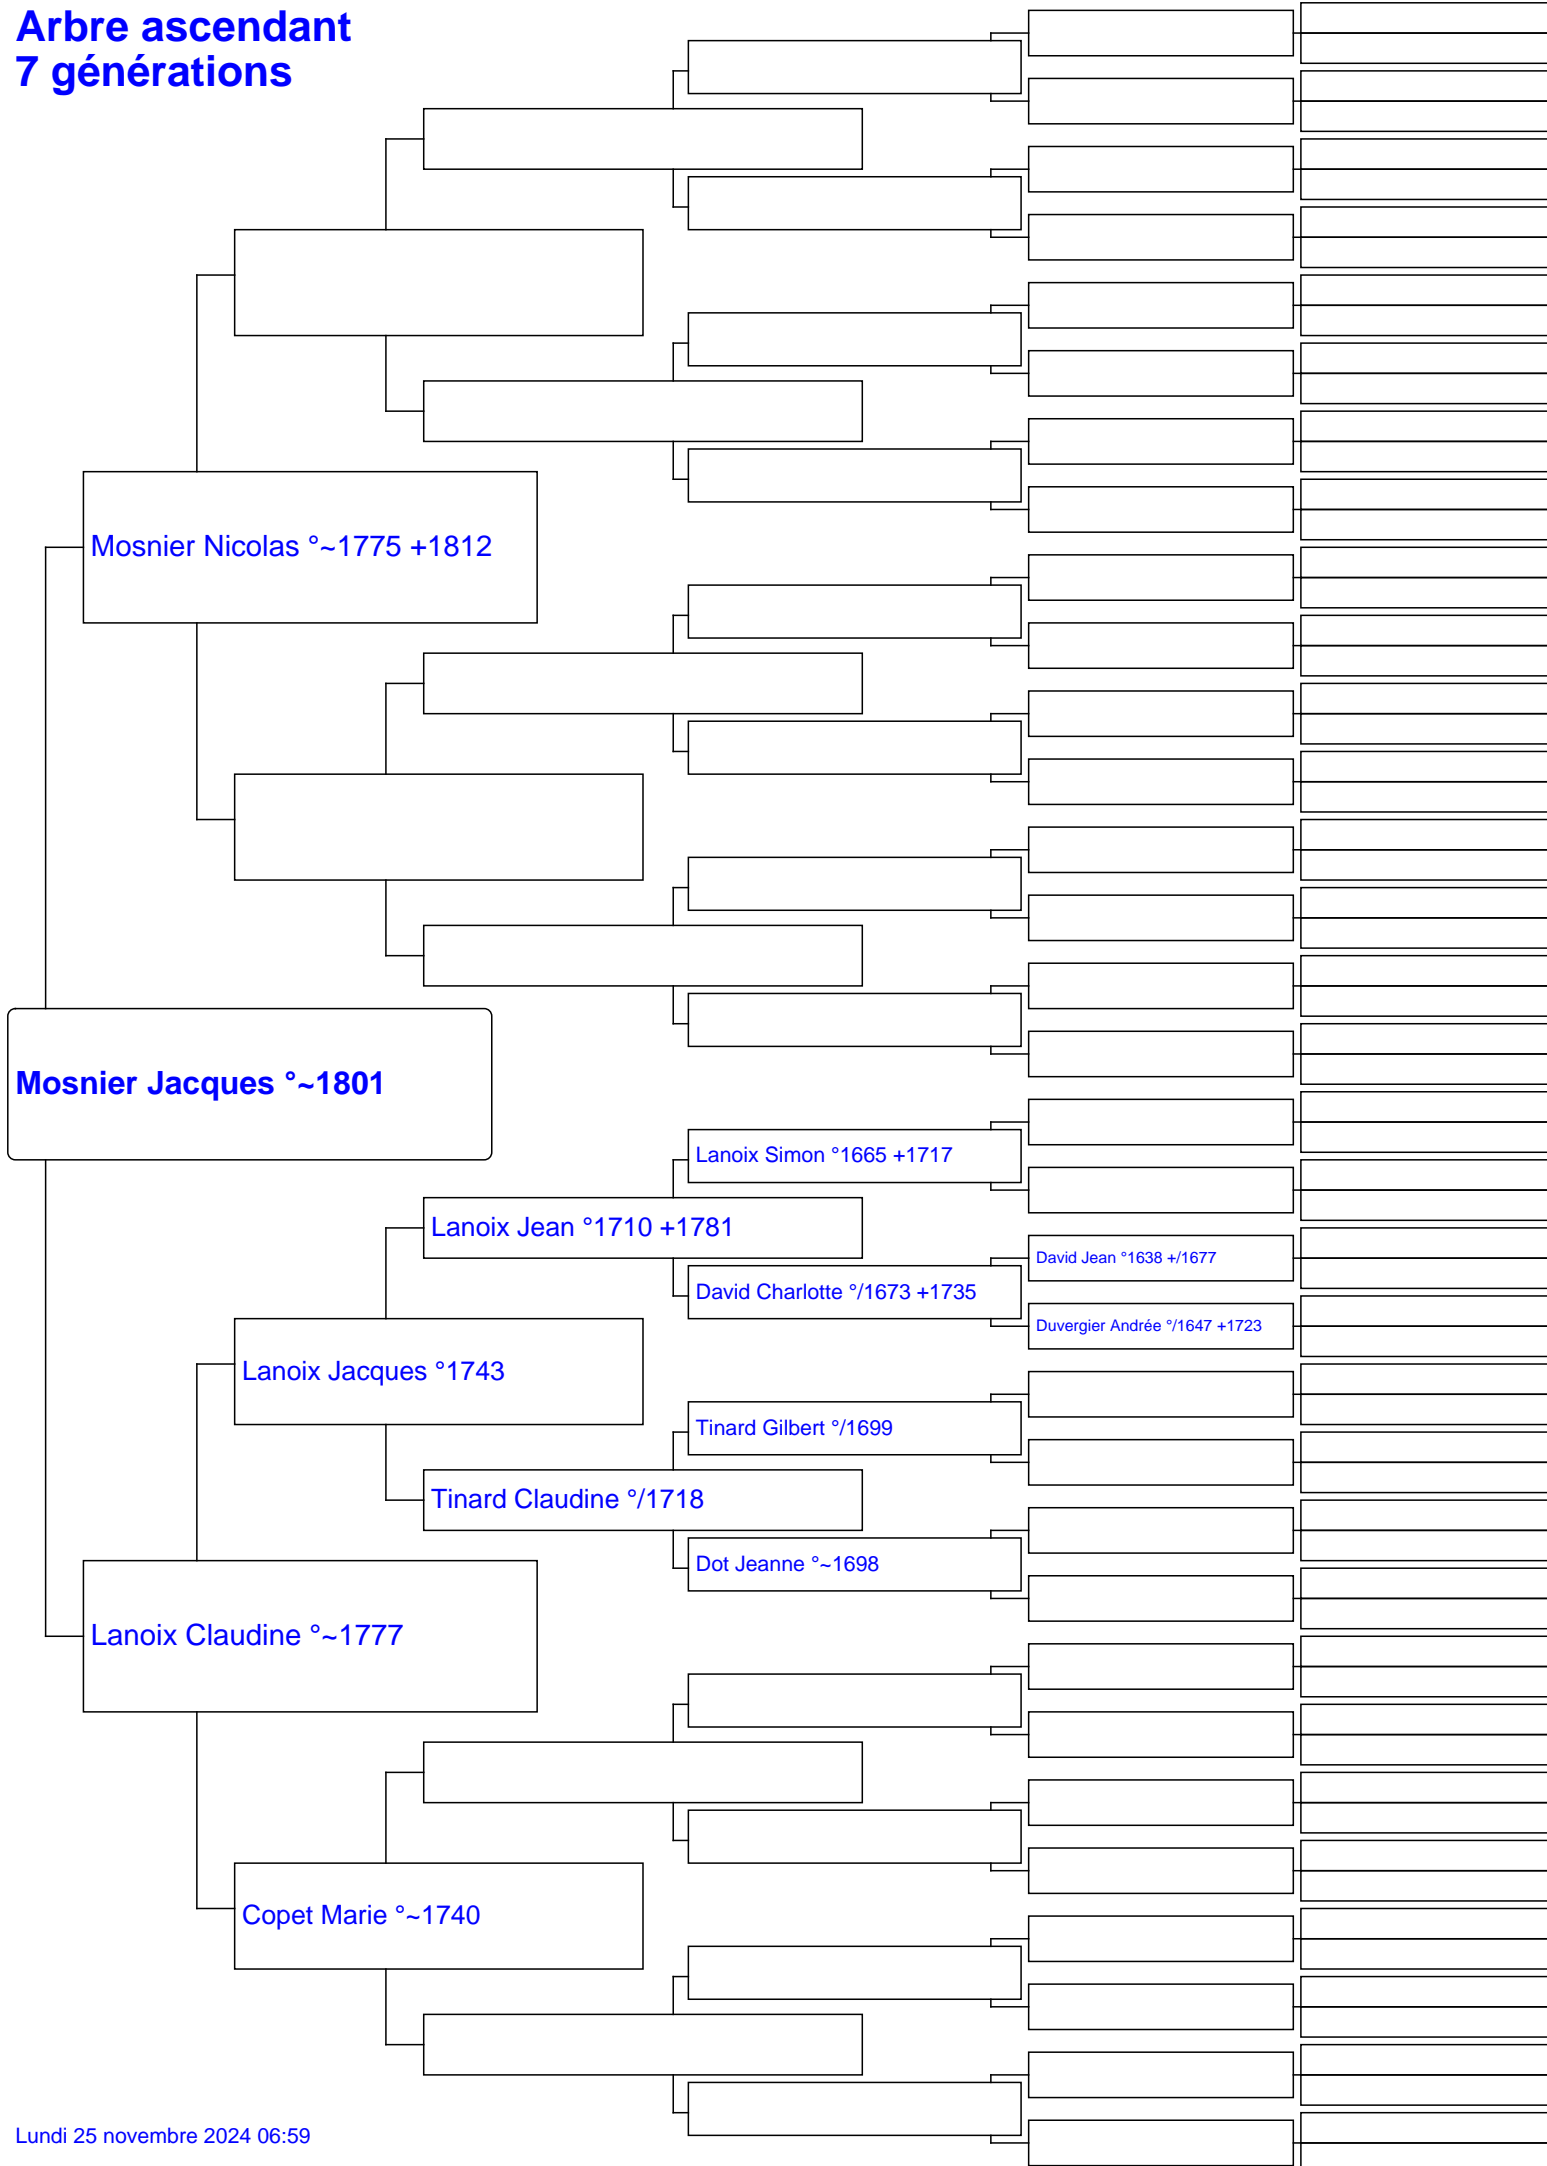 Arbre ascendant
7 générations
Mosnier Nicolas °~1775 +1812
Mosnier Jacques °~1801
Lanoix Simon °1665 +1717
Lanoix Jean °1710 +1781
David Jean °1638 +/1677
David Charlotte °/1673 +1735
Duvergier Andrée °/1647 +1723
Lanoix Jacques °1743
Tinard Gilbert °/1699
Tinard Claudine °/1718
Dot Jeanne °~1698
Lanoix Claudine °~1777
Copet Marie °~1740
Lundi 25 novembre 2024 06:59